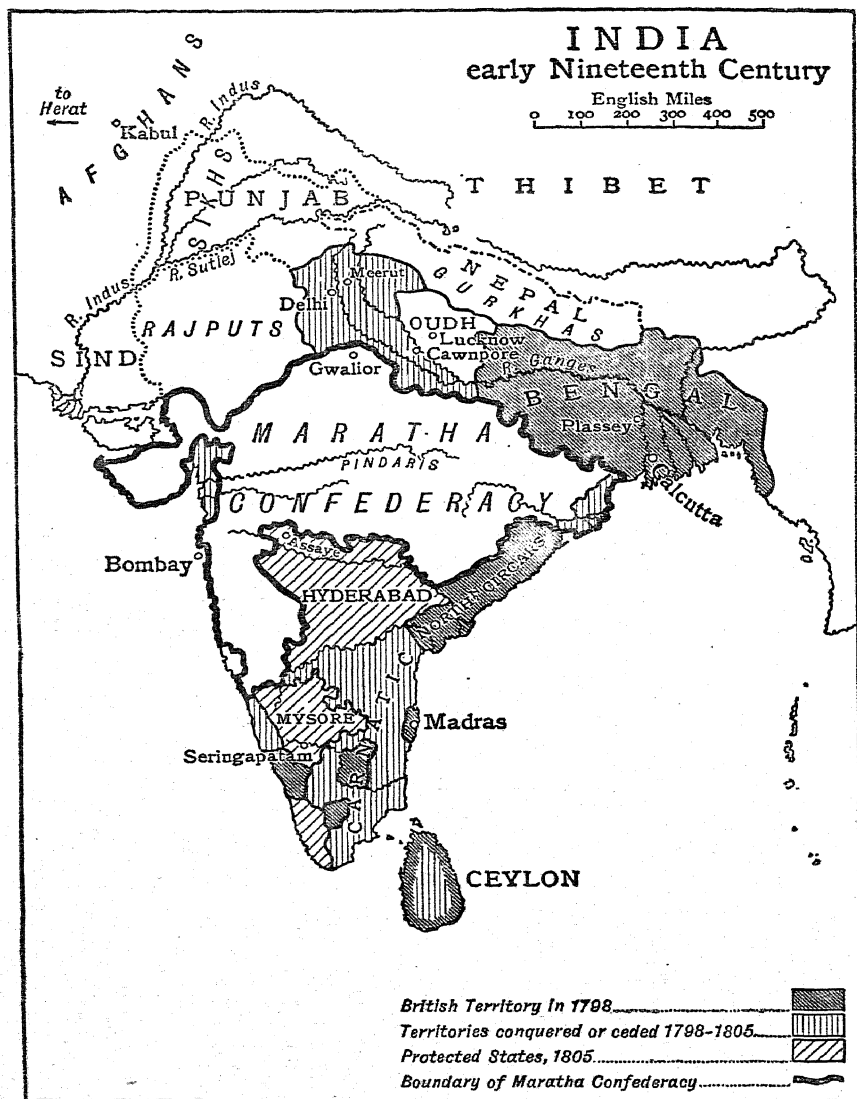 INDIA
early Nineteenth Century
English Miles
0 100 200 300 400 500
to
Herat
AFGHANS
Kabul
R. Indus
SIKHS
PUNJAB
THIBET
R. Sutlej
R. Indus
NEPAL
GURKHAS
Meerut
Delhi
RAJPUTS
OUDH
Lucknow
Cawnpore
SIND
Gwalior
R. Ganges
BENGAL
Plassey
MARATHA
PINDARIS
CONFEDERACY
Calcutta
Assaye
Bombay
HYDERABAD
NORTHN CIRCARS
CARNATIC
MYSORE
Madras
Seringapatam
CEYLON
British Territory in 1798
Territories conquered or ceded 1798-1805
Protected States, 1805
Boundary of Maratha Confederacy